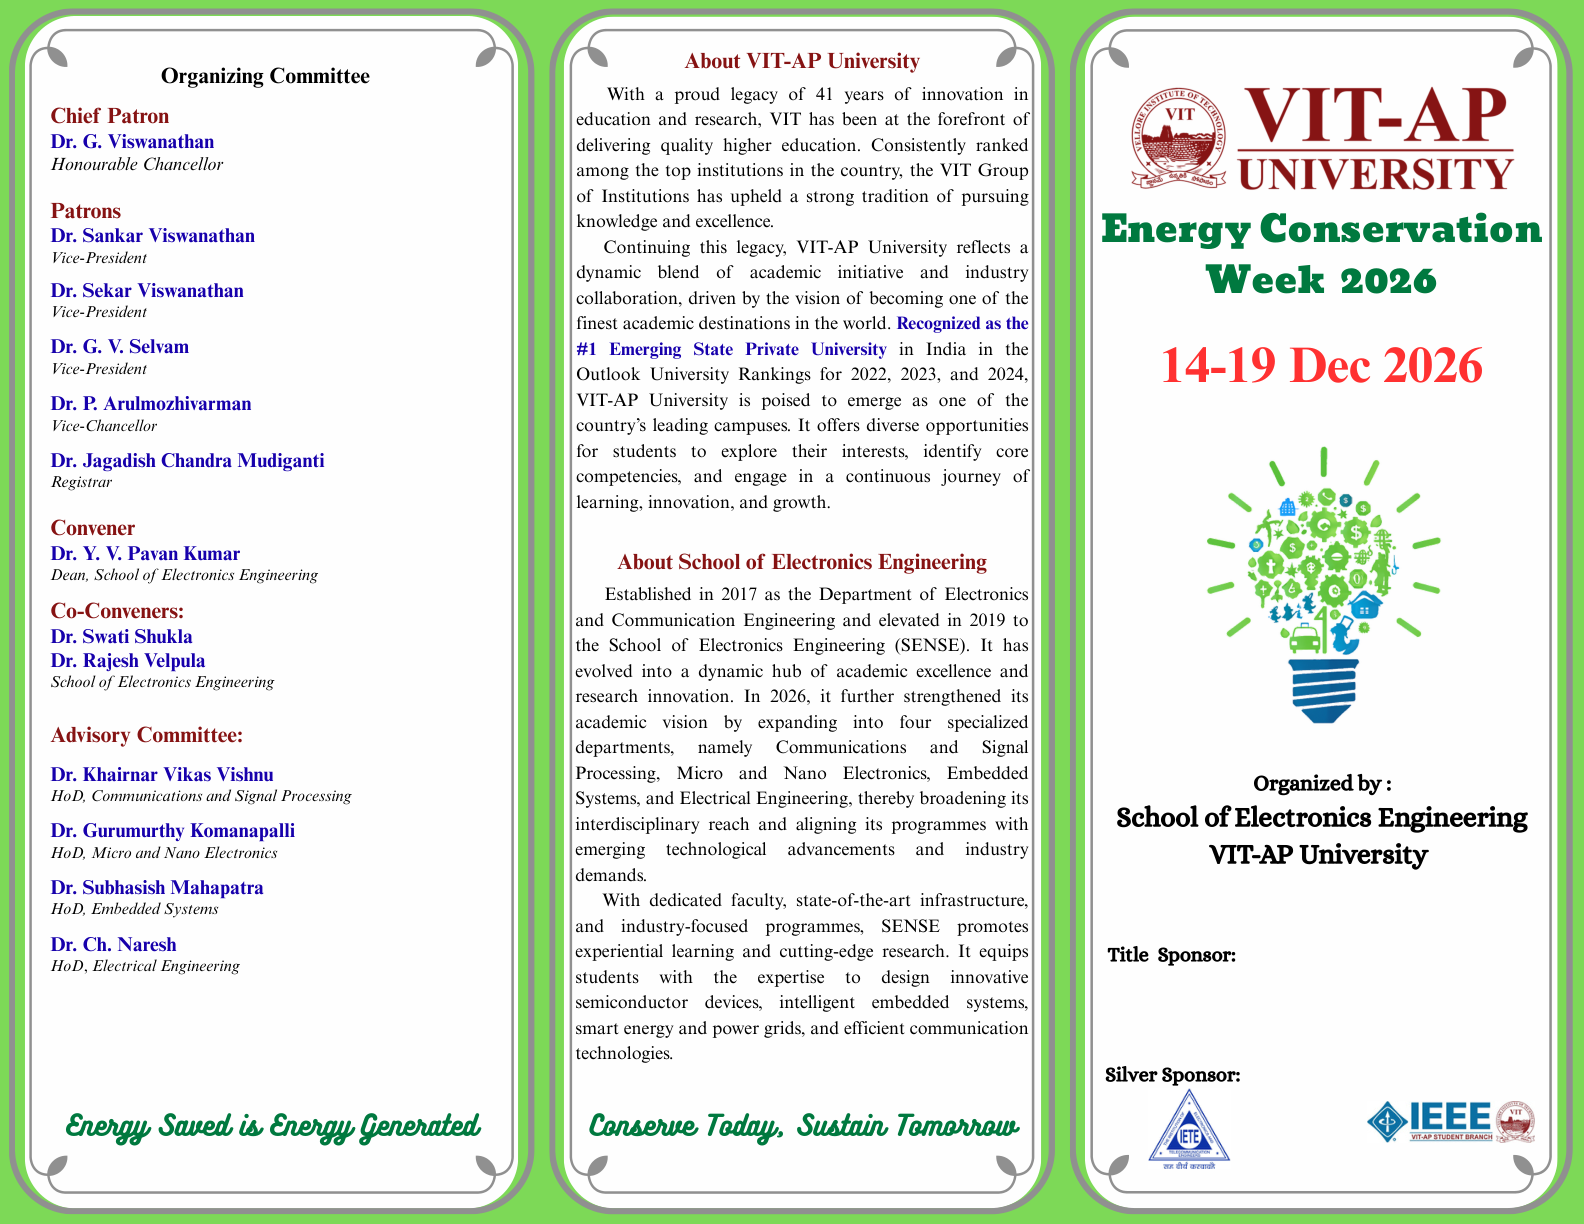 Organizing Committee
Chief Patron
Dr. G. Viswanathan
Honourable Chancellor
Patrons
Dr. Sankar Viswanathan
Vice-President
Dr. Sekar Viswanathan
Vice-President
Dr. G. V. Selvam
Vice-President
Dr. P. Arulmozhivarman
Vice-Chancellor
Dr. Jagadish Chandra Mudiganti
Registrar
Convener
Dr. Y. V. Pavan Kumar
Dean, School of Electronics Engineering
Co-Conveners:
Dr. Swati Shukla
Dr. Rajesh Velpula
School of Electronics Engineering
Advisory Committee:
Dr. Khairnar Vikas Vishnu
HoD, Communications and Signal Processing
Dr. Gurumurthy Komanapalli
HoD, Micro and Nano Electronics
Dr. Subhasish Mahapatra
HoD, Embedded Systems
Dr. Ch. Naresh
HoD, Electrical Engineering
Energy Saved is Energy Generated
About VIT-AP University
With a proud legacy of 41 years of innovation in
education and research, VIT has been at the forefront of
delivering quality higher education. Consistently ranked
among the top institutions in the country, the VIT Group
of Institutions has upheld a strong tradition of pursuing
knowledge and excellence.
Continuing this legacy, VIT-AP University reflects a
dynamic blend of academic initiative and industry
collaboration, driven by the vision of becoming one of the
finest academic destinations in the world. Recognized as the
#1 Emerging State Private University in India in the
Outlook University Rankings for 2022, 2023, and 2024,
VIT-AP University is poised to emerge as one of the
country's leading campuses. It offers diverse opportunities
for students to explore their interests, identify core
competencies, and engage in a continuous journey of
learning, innovation, and growth.
About School of Electronics Engineering
Established in 2017 as the Department of Electronics
and Communication Engineering and elevated in 2019 to
the School of Electronics Engineering (SENSE). It has
evolved into a dynamic hub of academic excellence and
research innovation. In 2026, it further strengthened its
academic vision by expanding into four specialized
departments, namely Communications and Signal
Processing, Micro and Nano Electronics, Embedded
Systems, and Electrical Engineering, thereby broadening its
interdisciplinary reach and aligning its programmes with
emerging technological advancements and industry
demands.
With dedicated faculty, state-of-the-art infrastructure,
and industry-focused programmes, SENSE promotes
experiential learning and cutting-edge research. It equips
students with the expertise to design innovative
semiconductor devices, intelligent embedded systems,
smart energy and power grids, and efficient communication
technologies.
Conserve Today, Sustain Tomorrow
VELLORE INSTITUTE OF TECHNOLOGY
VIT
VIT-AP
UNIVERSITY
Energy Conservation
Week 2026
14-19 Dec 2026
Organized by :
School of Electronics Engineering
VIT-AP University
Title Sponsor:
Silver Sponsor:
IETE
IEEE
VIT-AP STUDENT BRANCH
VIT